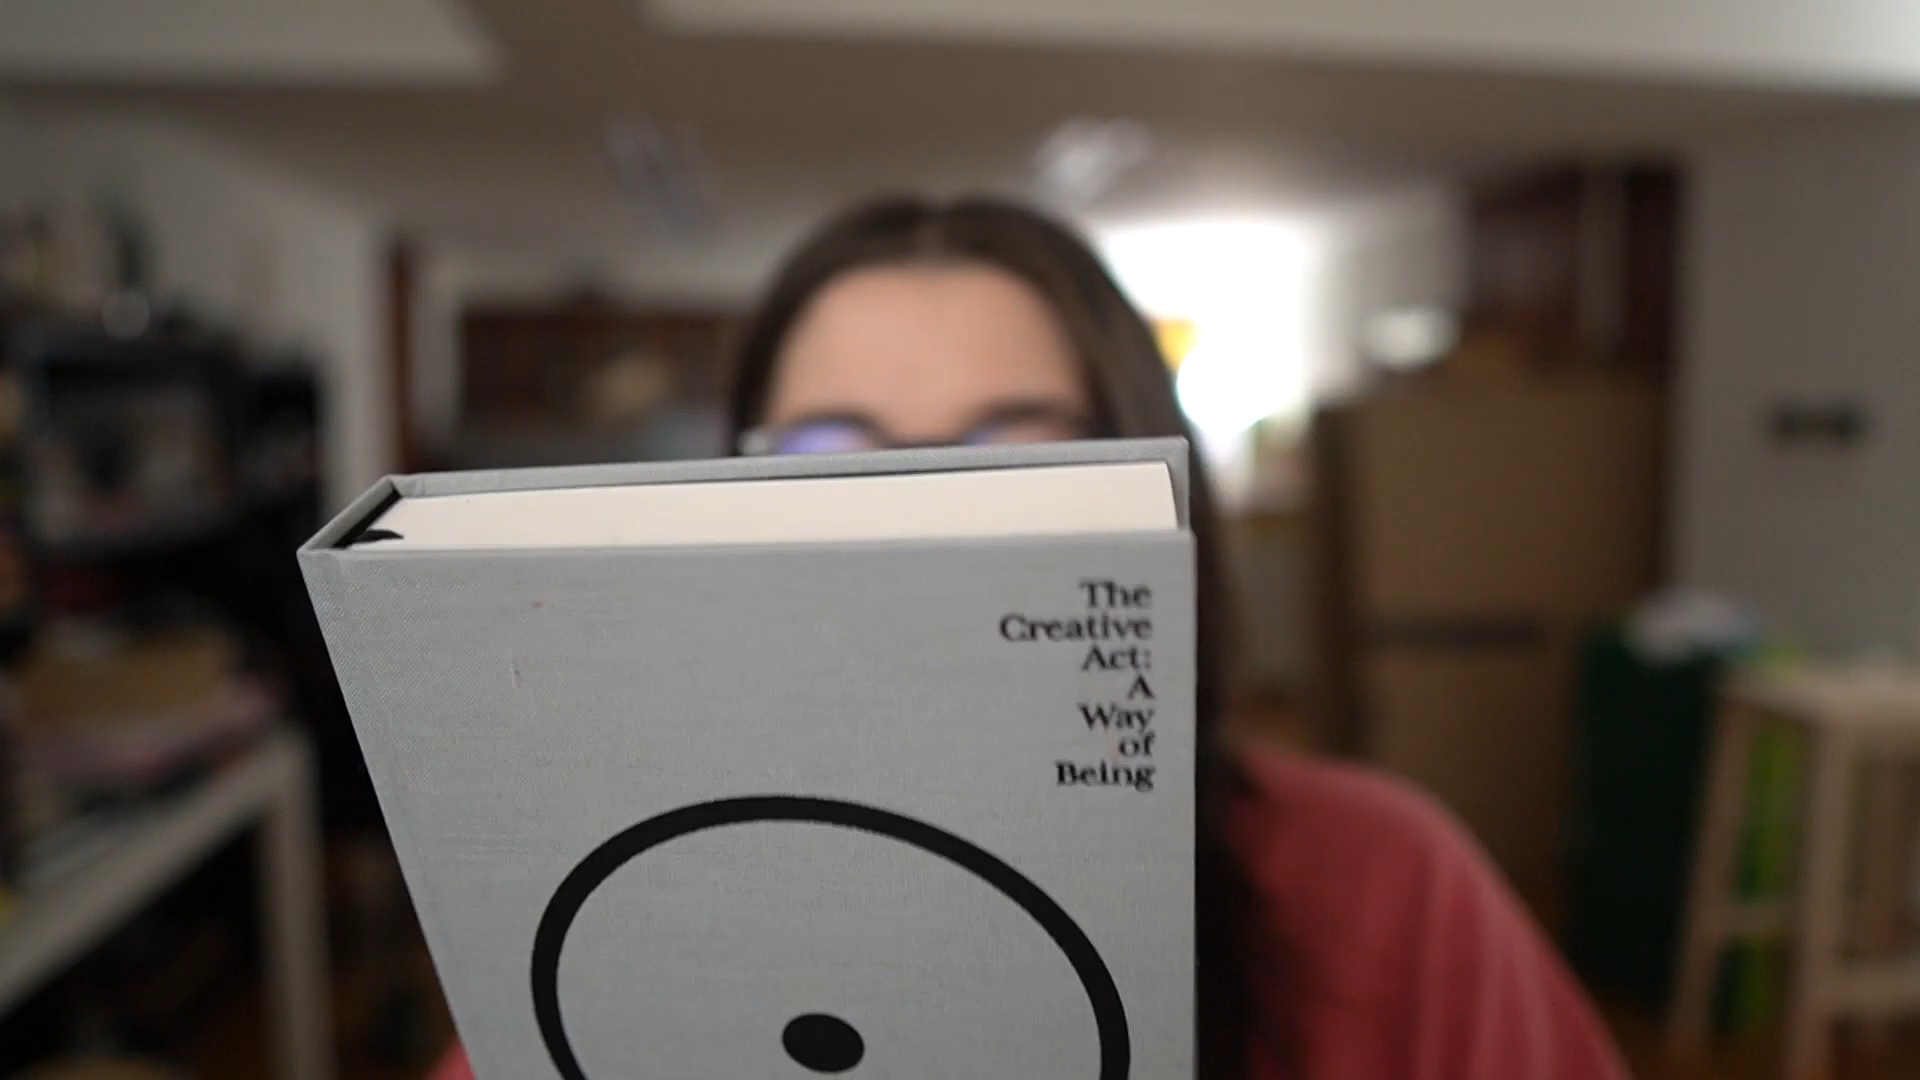 The
Creative
Act:
A
Way
of
Being